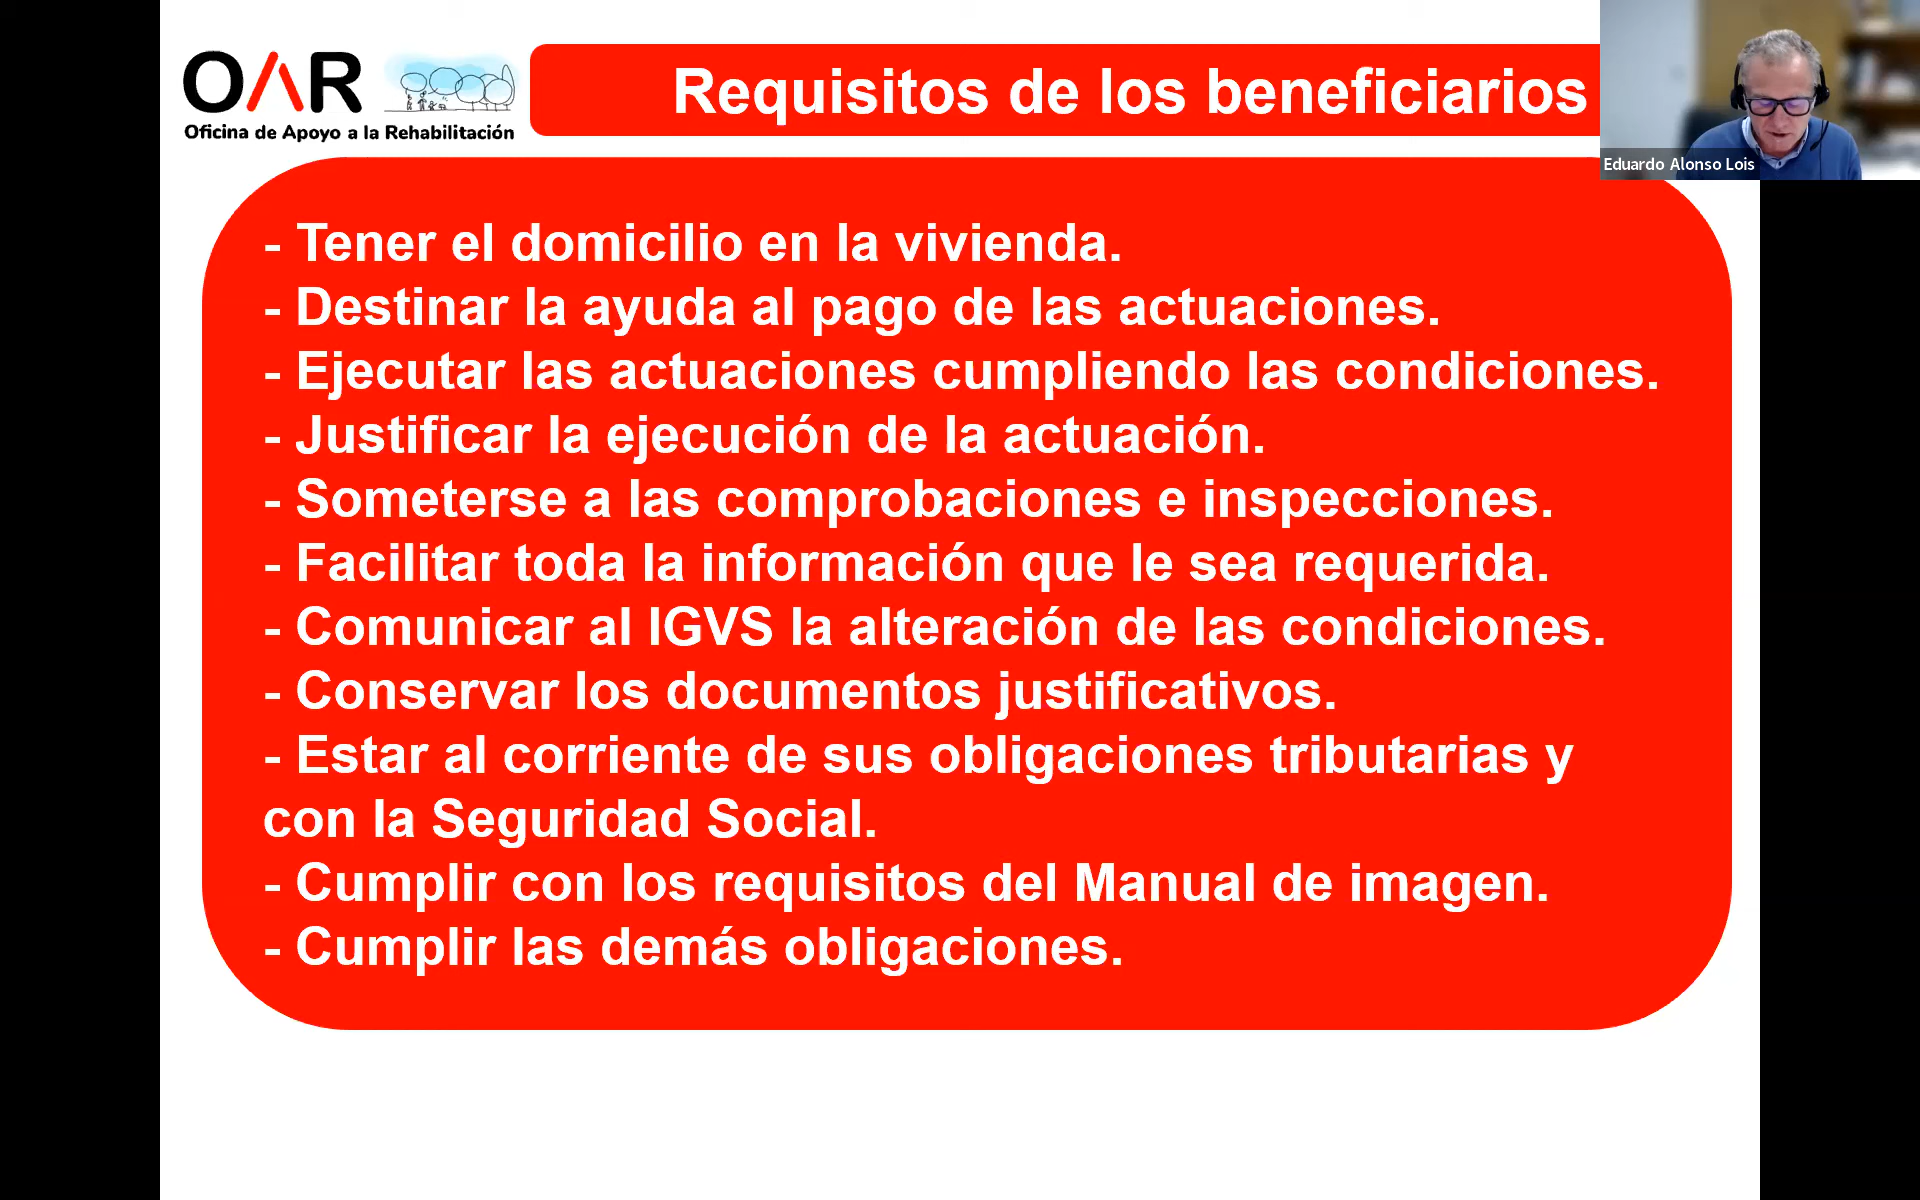 OAR
Oficina de Apoyo a la Rehabilitación
Requisitos de los beneficiarios
Eduardo Alonso Lois
- Tener el domicilio en la vivienda.
- Destinar la ayuda al pago de las actuaciones.
- Ejecutar las actuaciones cumpliendo las condiciones.
- Justificar la ejecución de la actuación.
- Someterse a las comprobaciones e inspecciones.
- Facilitar toda la información que le sea requerida.
- Comunicar al IGVS la alteración de las condiciones.
- Conservar los documentos justificativos.
- Estar al corriente de sus obligaciones tributarias y
con la Seguridad Social.
- Cumplir con los requisitos del Manual de imagen.
- Cumplir las demás obligaciones.